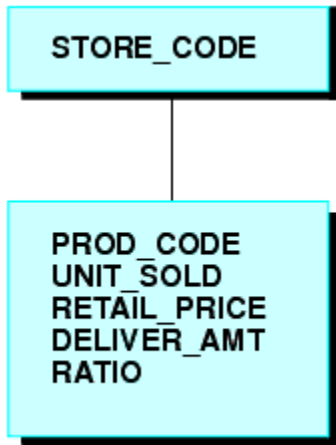 STORE_CODE
PROD_CODE
UNIT_SOLD
RETAIL_PRICE
DELIVER_AMT
RATIO